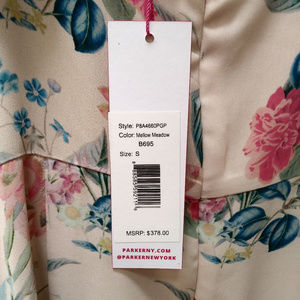 Style: P8A4660PGP
Color: Mellow Meadow
B695
Size: S
MSRP: $378.00
PARKERNY.COM
@PARKERNEWYORK